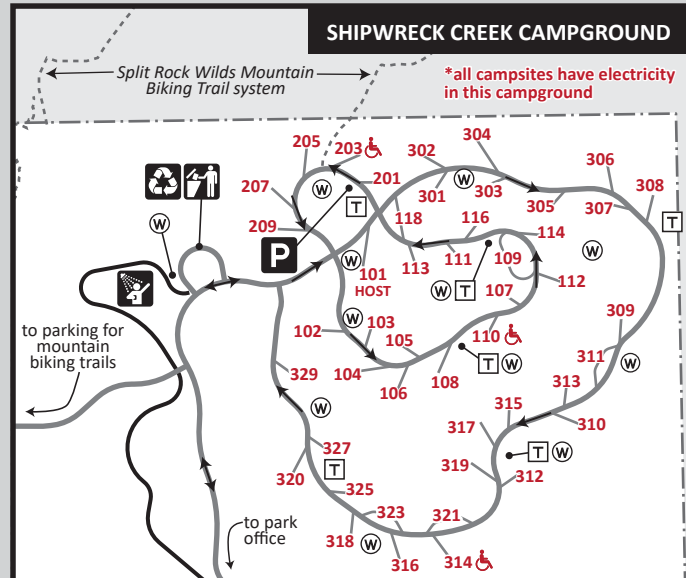 SHIPWRECK CREEK CAMPGROUND
Split Rock Wilds Mountain
Biking Trail system
*all campsites have electricity
in this campground
304
205
203
302
306
201
W
W
301
303
308
207
T
305
307
T
W
118
116
114
209
P
W
101
HOST
113
111
109
W
112
W
T
107
102
W
103
309
to parking for
mountain
biking trails
105
110
T
W
311
W
104
106
108
329
313
315
310
W
317
T
W
327
319
312
320
T
325
323
321
to park
office
318
W
316
314